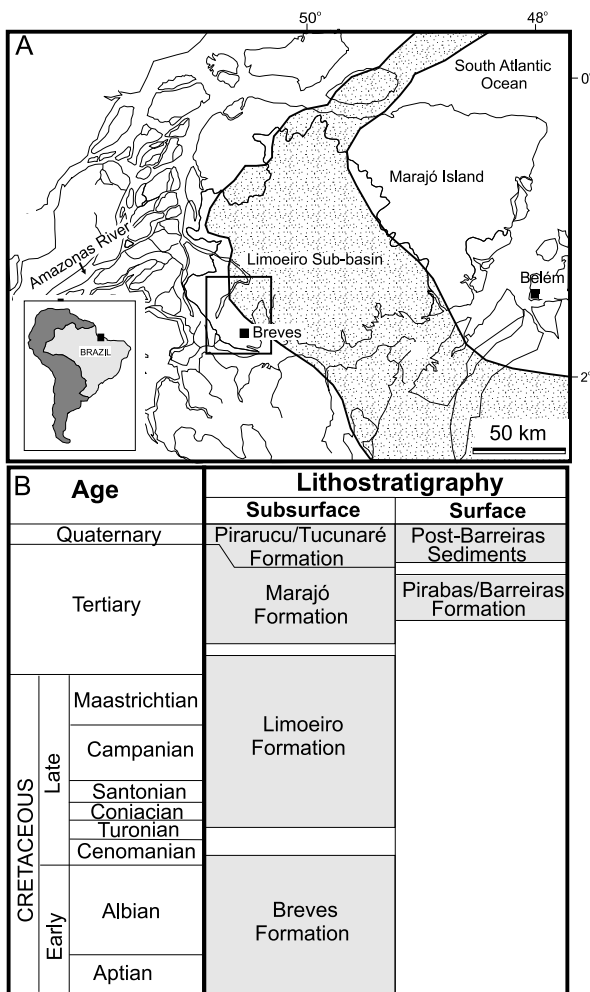 50°
48°
A
South Atlantic
Ocean
0°
Marajó Island
Amazonas River
Limoeiro Sub-basin
Belém
Breves
BRAZIL
2°
50 km
B
Age
Lithostratigraphy
Subsurface
Surface
Quaternary
Pirarucu/Tucunaré
Formation
Post-Barreiras
Sediments
Tertiary
Marajó
Formation
Pirabas/Barreiras
Formation
CRETACEOUS
Late
Maastrichtian
Campanian
Santonian
Coniacian
Turonian
Cenomanian
Limoeiro
Formation
Early
Albian
Aptian
Breves
Formation